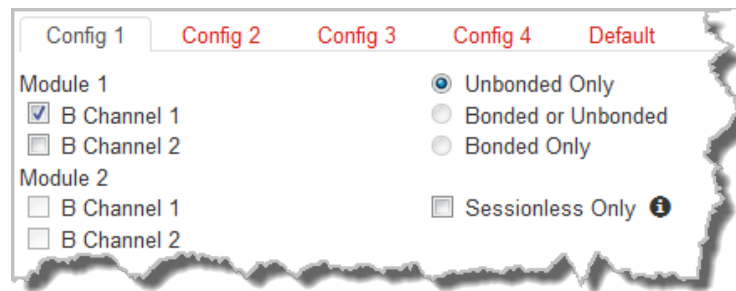 Config 1 Config 2 Config 3 Config 4 Default
Module 1 Unbonded Only
B Channel 1 Bonded or Unbonded
B Channel 2 Bonded Only
Module 2
B Channel 1 Sessionless Only i
B Channel 2